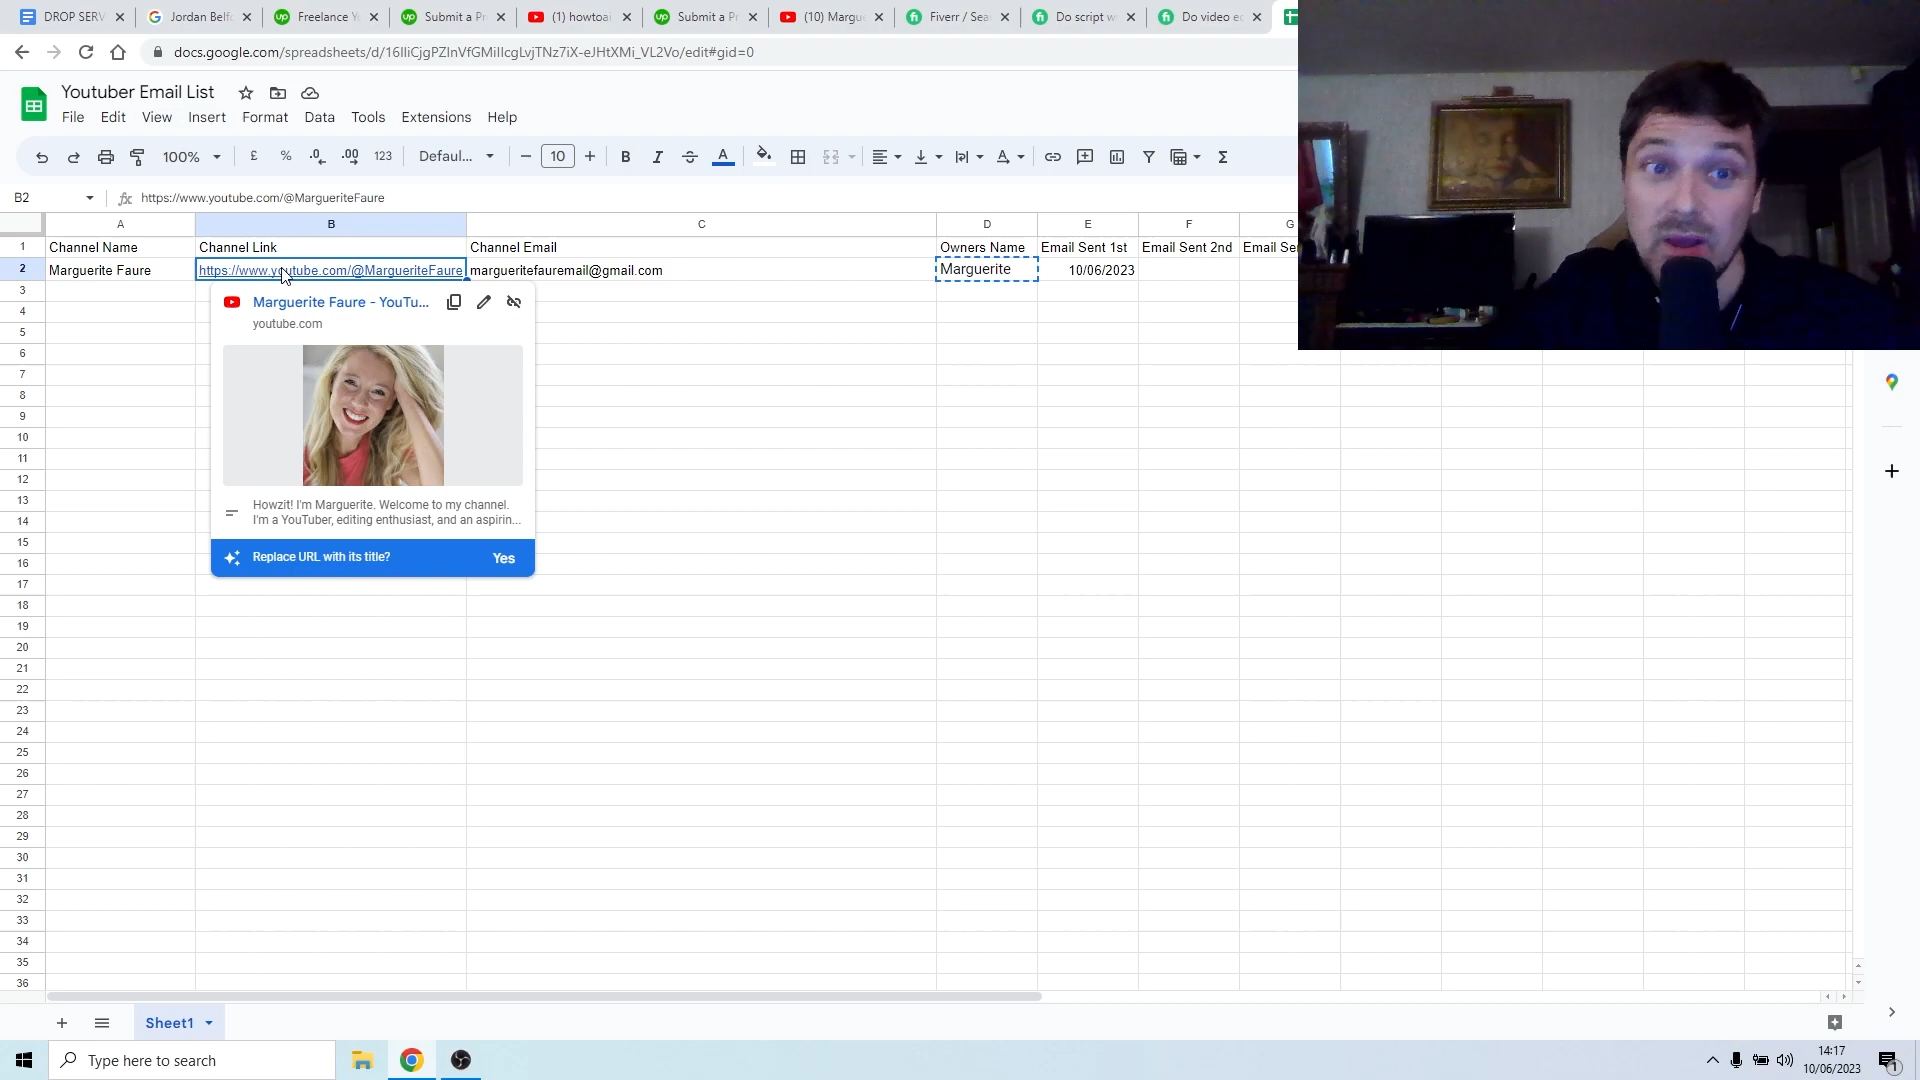 DROP SERV
Jordan Belf
Freelance Y
Submit a Pr
(1) howtoai
Submit a Pr
(10) Margu
Fiverr / Sea
Do script w
Do video e
docs.google.com/spreadsheets/d/16IIiCjgPZInVfGMiIIcgLvjTNz7iX-eJHtXMi_VL2Vo/edit#gid=0
Youtuber Email List
File Edit View Insert Format Data Tools Extensions Help
100% £ % .0 .00 123 Defaul... 10
B2 fx https://www.youtube.com/@MargueriteFaure
A B C D E F G
1 Channel Name Channel Link Channel Email Owners Name Email Sent 1st Email Sent 2nd Email Se
2 Marguerite Faure https://www.youtube.com/@MargueriteFaure margueritefauremail@gmail.com Marguerite 10/06/2023
3
4
5
6
7
8
9
10
11
12
13
14
15
16
17
18
19
20
21
22
23
24
25
26
27
28
29
30
31
32
33
34
35
36
Marguerite Faure - YouTu...
youtube.com
Howzit! I'm Marguerite. Welcome to my channel.
I'm a YouTuber, editing enthusiast, and an aspirin...
Replace URL with its title? Yes
Sheet1
Type here to search
14:17
10/06/2023
1